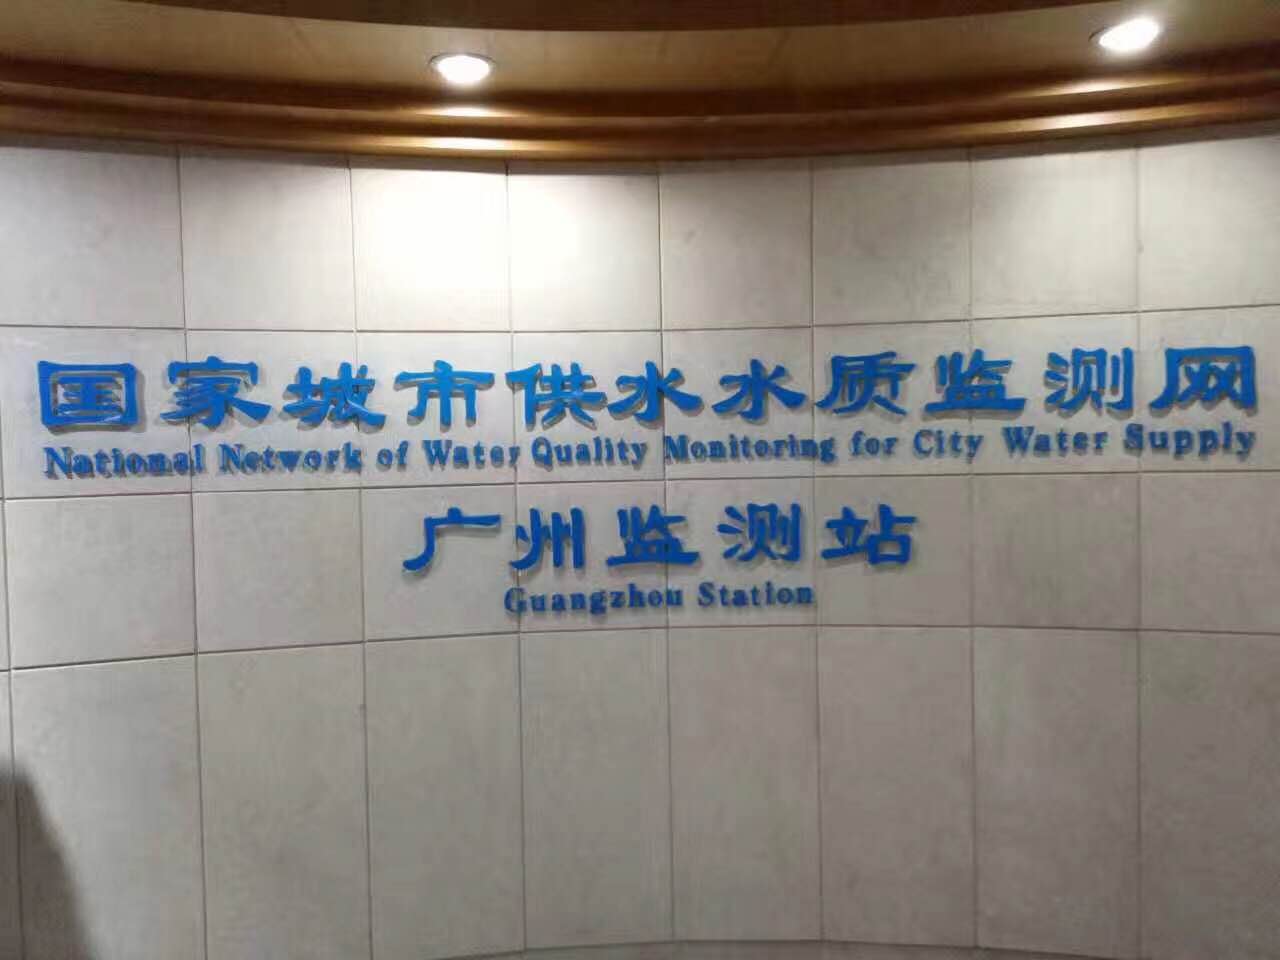 国家城市供水水质监测网
National Network of Water Quality Monitoring for City Water Supply
广州监测站
Guangzhou Station